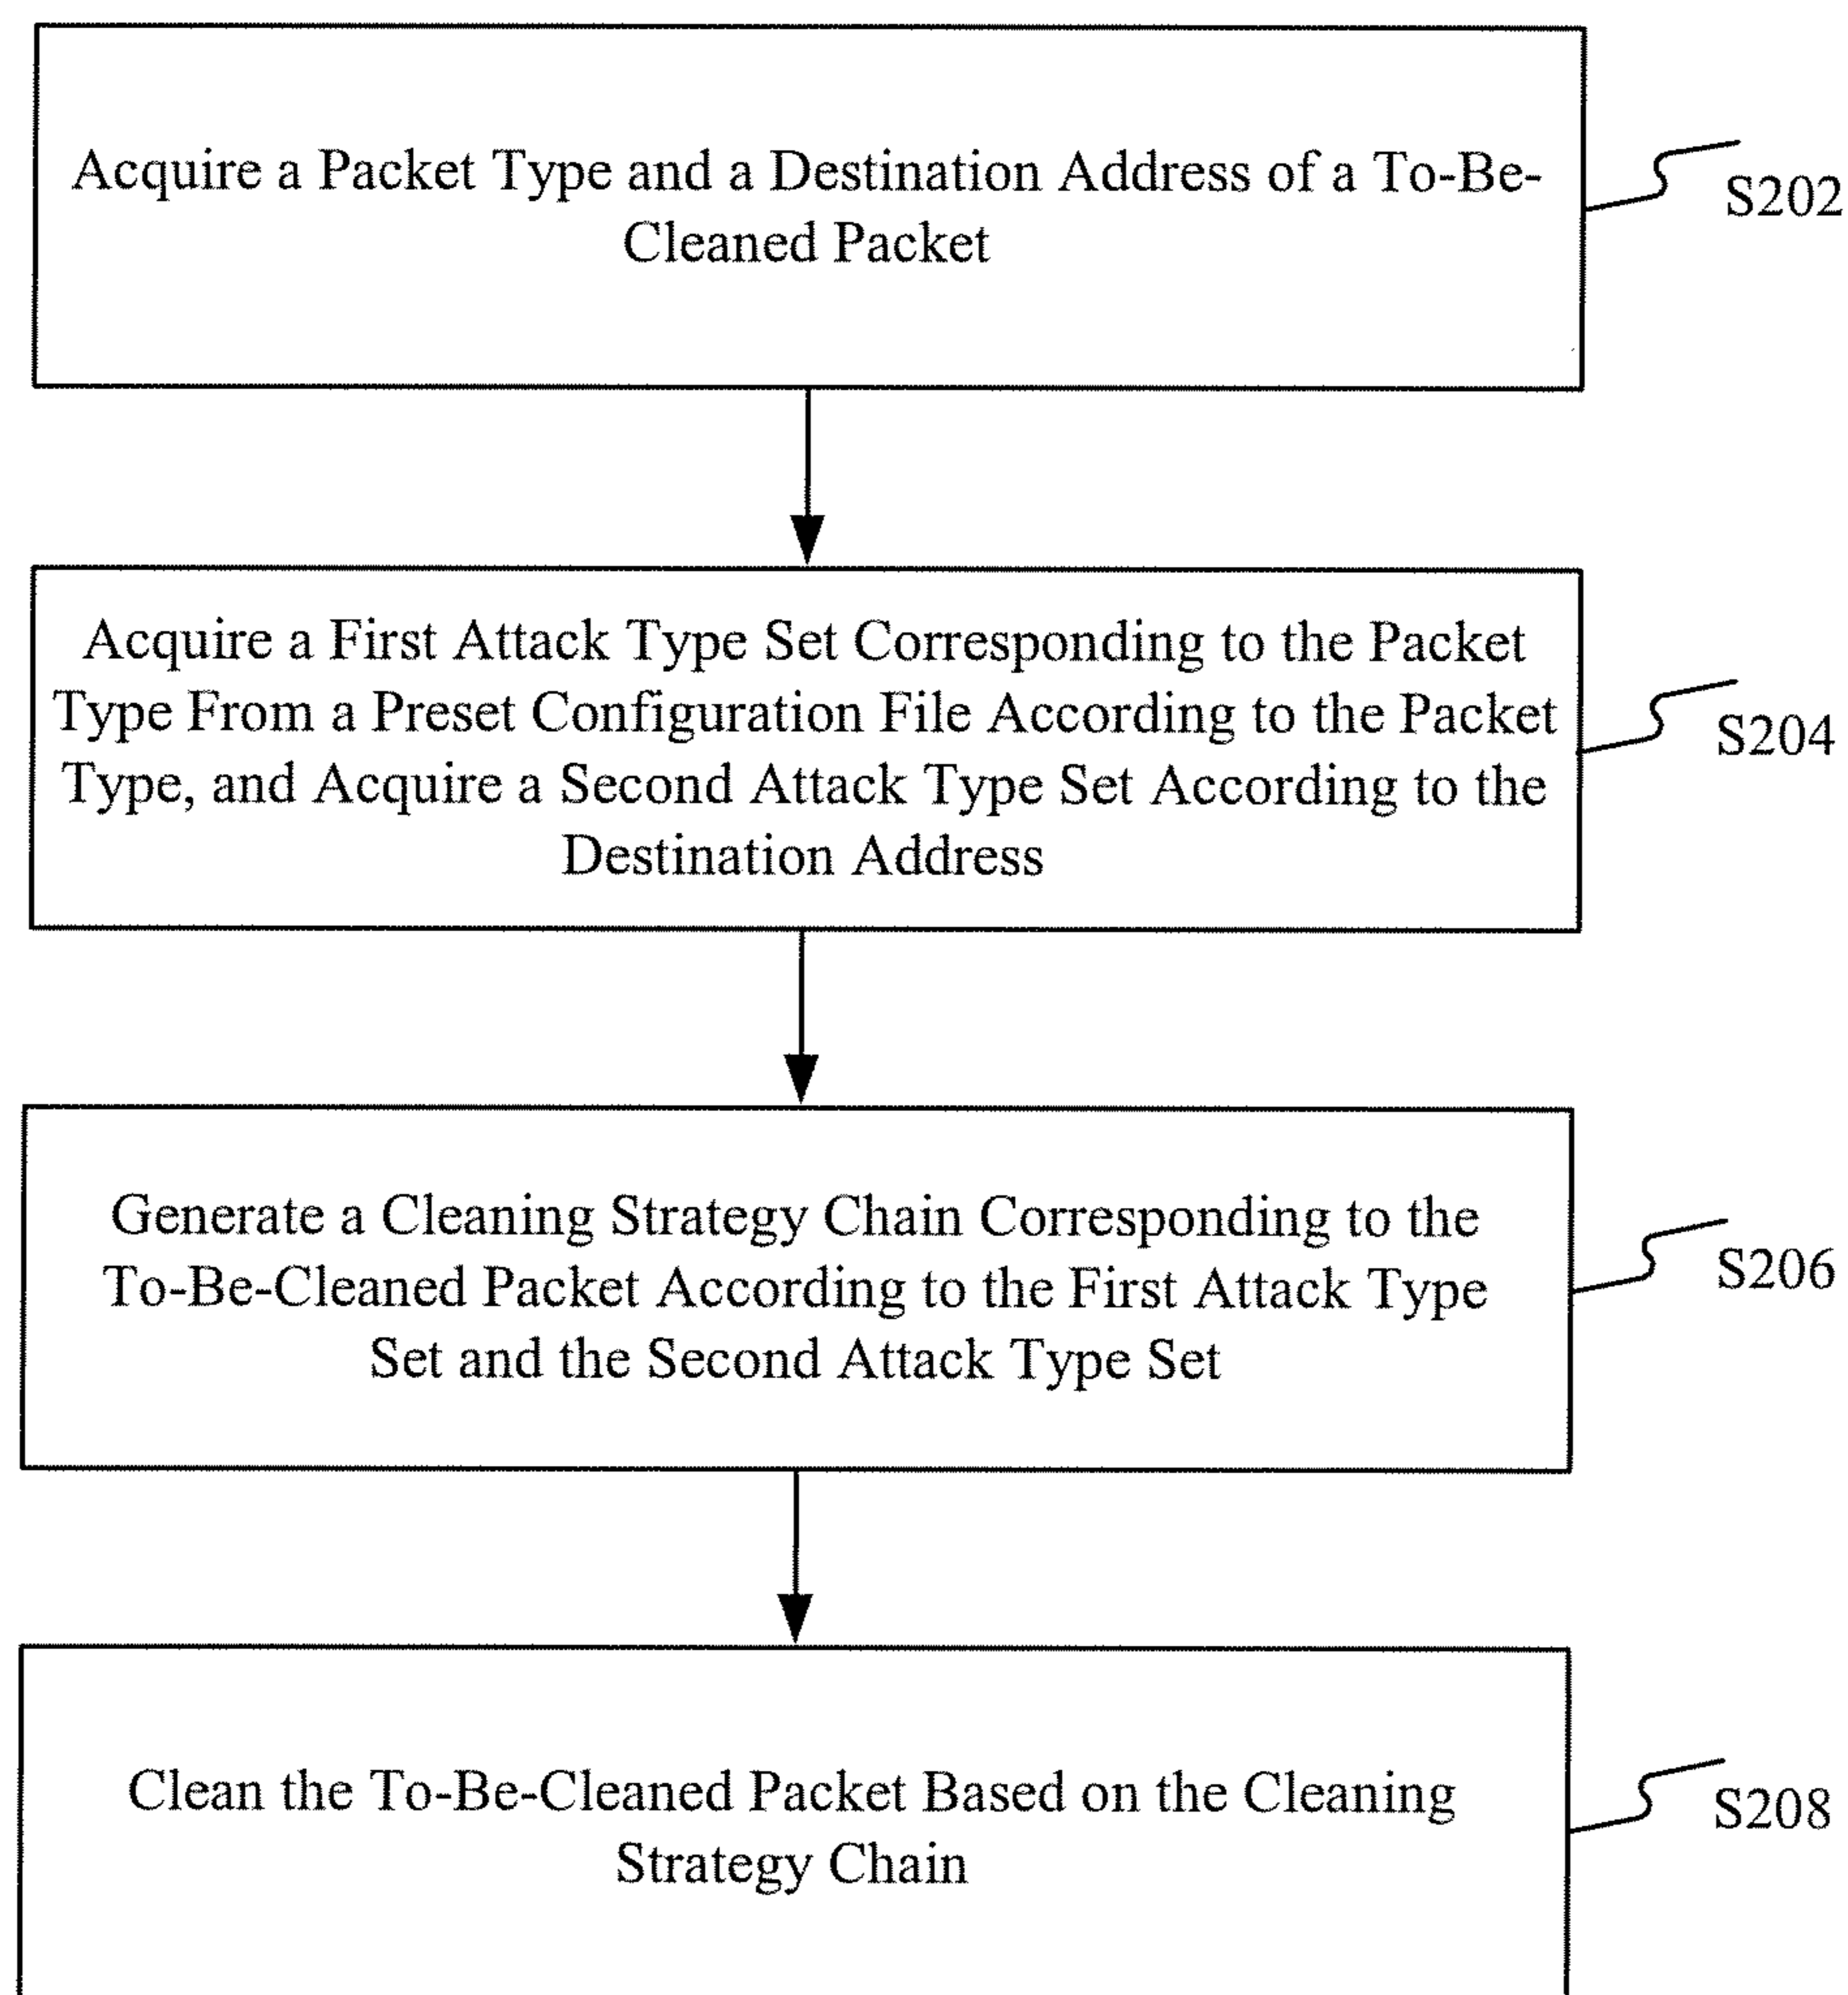 Acquire a Packet Type and a Destination Address of a To-Be-
Cleaned Packet
S202
Acquire a First Attack Type Set Corresponding to the Packet
Type From a Preset Configuration File According to the Packet
Type, and Acquire a Second Attack Type Set According to the
Destination Address
S204
Generate a Cleaning Strategy Chain Corresponding to the
To-Be-Cleaned Packet According to the First Attack Type
Set and the Second Attack Type Set
S206
Clean the To-Be-Cleaned Packet Based on the Cleaning
Strategy Chain
S208